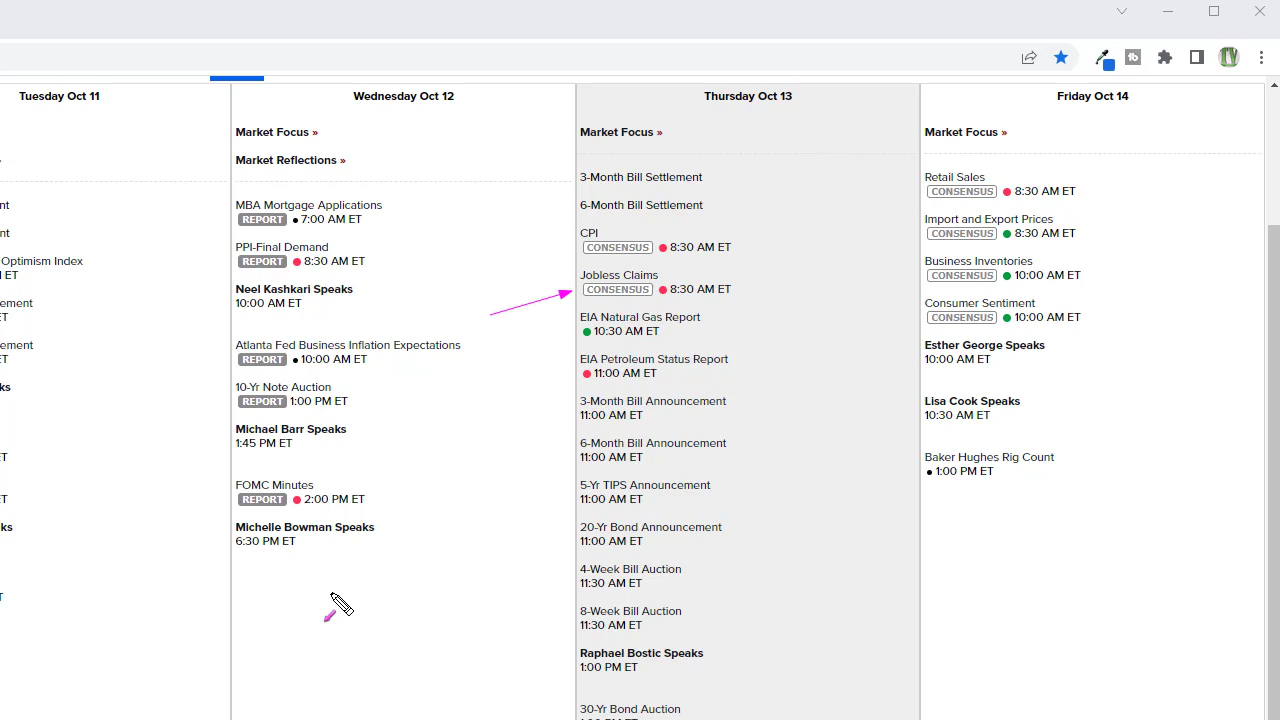 Tuesday Oct 11
nt
nt
Optimism Index
ET
ement
T
ement
T
ks
T
T
ks
T
Wednesday Oct 12
Market Focus »
Market Reflections »
MBA Mortgage Applications
REPORT 7:00 AM ET
PPI-Final Demand
REPORT 8:30 AM ET
Neel Kashkari Speaks
10:00 AM ET
Atlanta Fed Business Inflation Expectations
REPORT 10:00 AM ET
10-Yr Note Auction
REPORT 1:00 PM ET
Michael Barr Speaks
1:45 PM ET
FOMC Minutes
REPORT 2:00 PM ET
Michelle Bowman Speaks
6:30 PM ET
Thursday Oct 13
Market Focus »
3-Month Bill Settlement
6-Month Bill Settlement
CPI
CONSENSUS 8:30 AM ET
Jobless Claims
CONSENSUS 8:30 AM ET
EIA Natural Gas Report
10:30 AM ET
EIA Petroleum Status Report
11:00 AM ET
3-Month Bill Announcement
11:00 AM ET
6-Month Bill Announcement
11:00 AM ET
5-Yr TIPS Announcement
11:00 AM ET
20-Yr Bond Announcement
11:00 AM ET
4-Week Bill Auction
11:30 AM ET
8-Week Bill Auction
11:30 AM ET
Raphael Bostic Speaks
1:00 PM ET
30-Yr Bond Auction
Friday Oct 14
Market Focus »
Retail Sales
CONSENSUS 8:30 AM ET
Import and Export Prices
CONSENSUS 8:30 AM ET
Business Inventories
CONSENSUS 10:00 AM ET
Consumer Sentiment
CONSENSUS 10:00 AM ET
Esther George Speaks
10:00 AM ET
Lisa Cook Speaks
10:30 AM ET
Baker Hughes Rig Count
1:00 PM ET